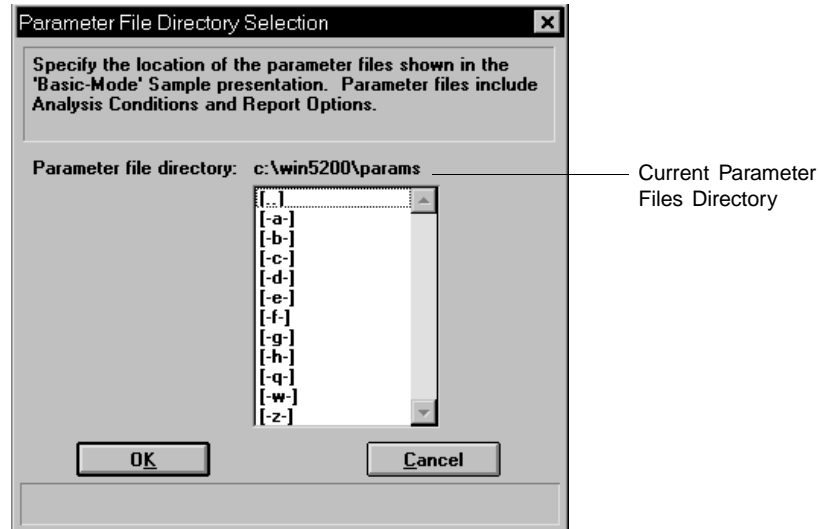 Parameter File Directory Selection
Specify the location of the parameter files shown in the
'Basic-Mode' Sample presentation.  Parameter files include
Analysis Conditions and Report Options.
Parameter file directory:  c:\win5200\params
[..]
[-a-]
[-b-]
[-c-]
[-d-]
[-e-]
[-f-]
[-g-]
[-h-]
[-q-]
[-w-]
[-z-]
OK
Cancel
Current Parameter
Files Directory